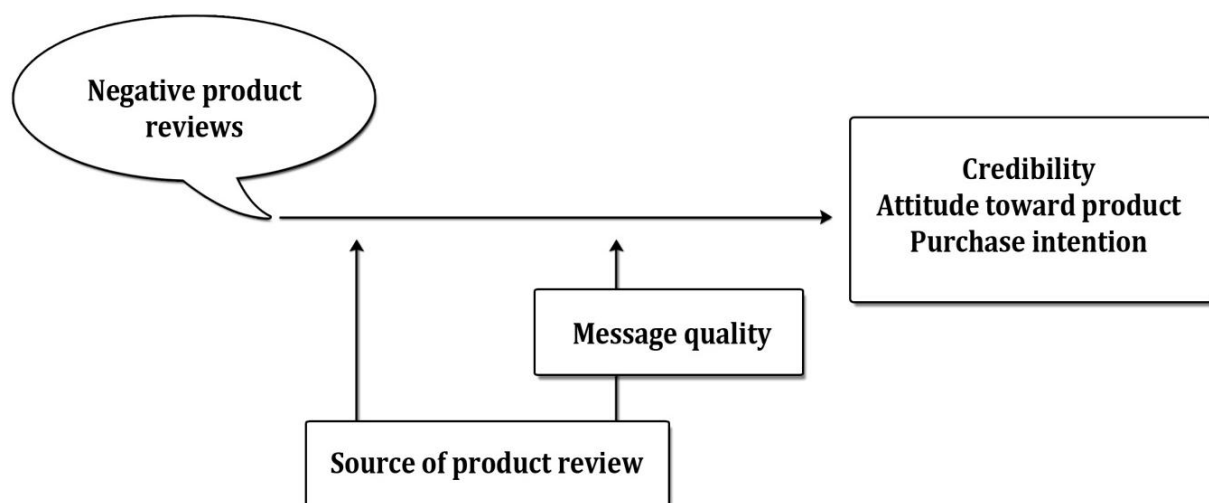 Negative product
reviews
Credibility
Attitude toward product
Purchase intention
Message quality
Source of product review